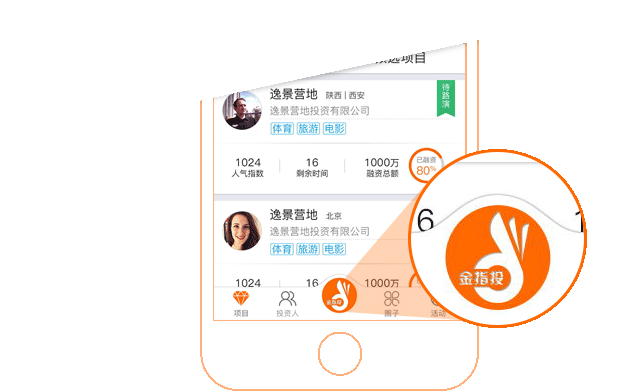 选项目
逸景营地 陕西 | 西安
待路演
逸景营地投资有限公司
体育 旅游 电影
1024 16 1000万 已融资 80%
人气指数 剩余时间 融资总额
逸景营地 北京
逸景营地投资有限公司
体育 旅游 电影
1024 16 1000万
6
金指投
金指投
项目 投资人 圈子 活动